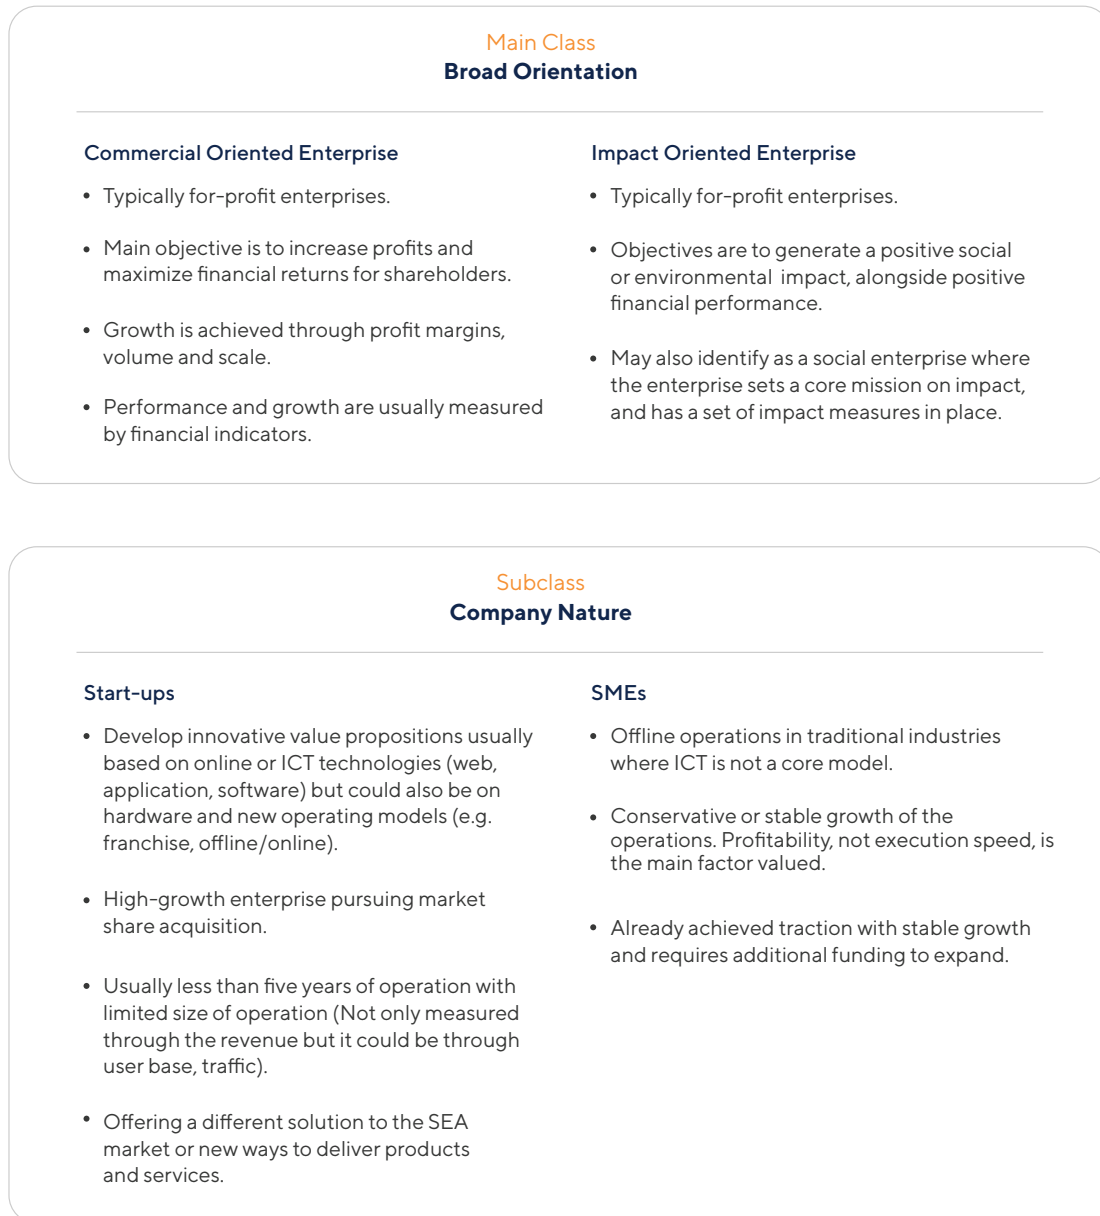 Main Class
Broad Orientation
Commercial Oriented Enterprise
• Typically for-profit enterprises.
• Main objective is to increase profits and
maximize financial returns for shareholders.
• Growth is achieved through profit margins,
volume and scale.
• Performance and growth are usually measured
by financial indicators.
Impact Oriented Enterprise
• Typically for-profit enterprises.
• Objectives are to generate a positive social
or environmental impact, alongside positive
financial performance.
• May also identify as a social enterprise where
the enterprise sets a core mission on impact,
and has a set of impact measures in place.
Subclass
Company Nature
Start-ups
• Develop innovative value propositions usually
based on online or ICT technologies (web,
application, software) but could also be on
hardware and new operating models (e.g.
franchise, offline/online).
• High-growth enterprise pursuing market
share acquisition.
• Usually less than five years of operation with
limited size of operation (Not only measured
through the revenue but it could be through
user base, traffic).
• Offering a different solution to the SEA
market or new ways to deliver products
and services.
SMEs
• Offline operations in traditional industries
where ICT is not a core model.
• Conservative or stable growth of the
operations. Profitability, not execution speed, is
the main factor valued.
• Already achieved traction with stable growth
and requires additional funding to expand.